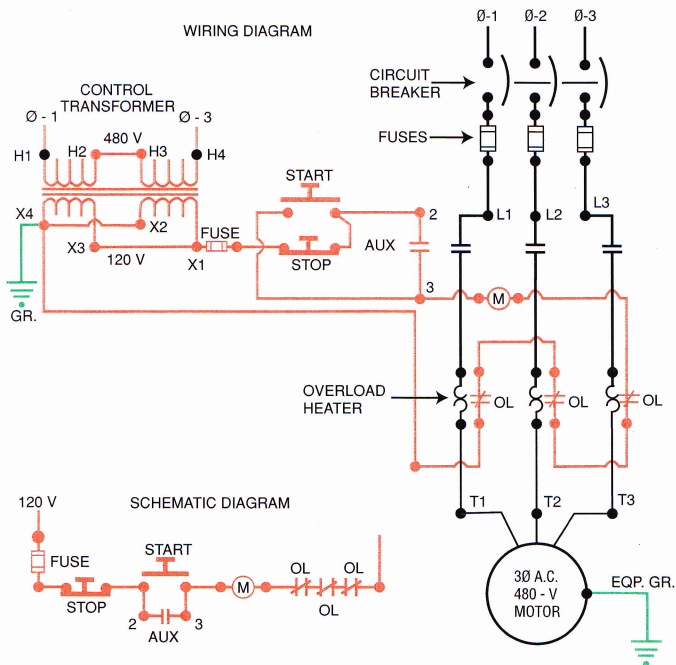 WIRING DIAGRAM
Ø-1 Ø-2 Ø-3
CIRCUIT
BREAKER
FUSES
CONTROL
TRANSFORMER
Ø - 1 Ø - 3
480 V
H1 H2 H3 H4
X4 X2
X3 120 V X1
FUSE
GR.
START
STOP
2
AUX
3
M
L1 L2 L3
OVERLOAD
HEATER
OL OL OL
T1 T2 T3
3Ø A.C.
480 - V
MOTOR
EQP. GR.
SCHEMATIC DIAGRAM
120 V
FUSE
STOP
START
2 3
AUX
M
OL OL
OL